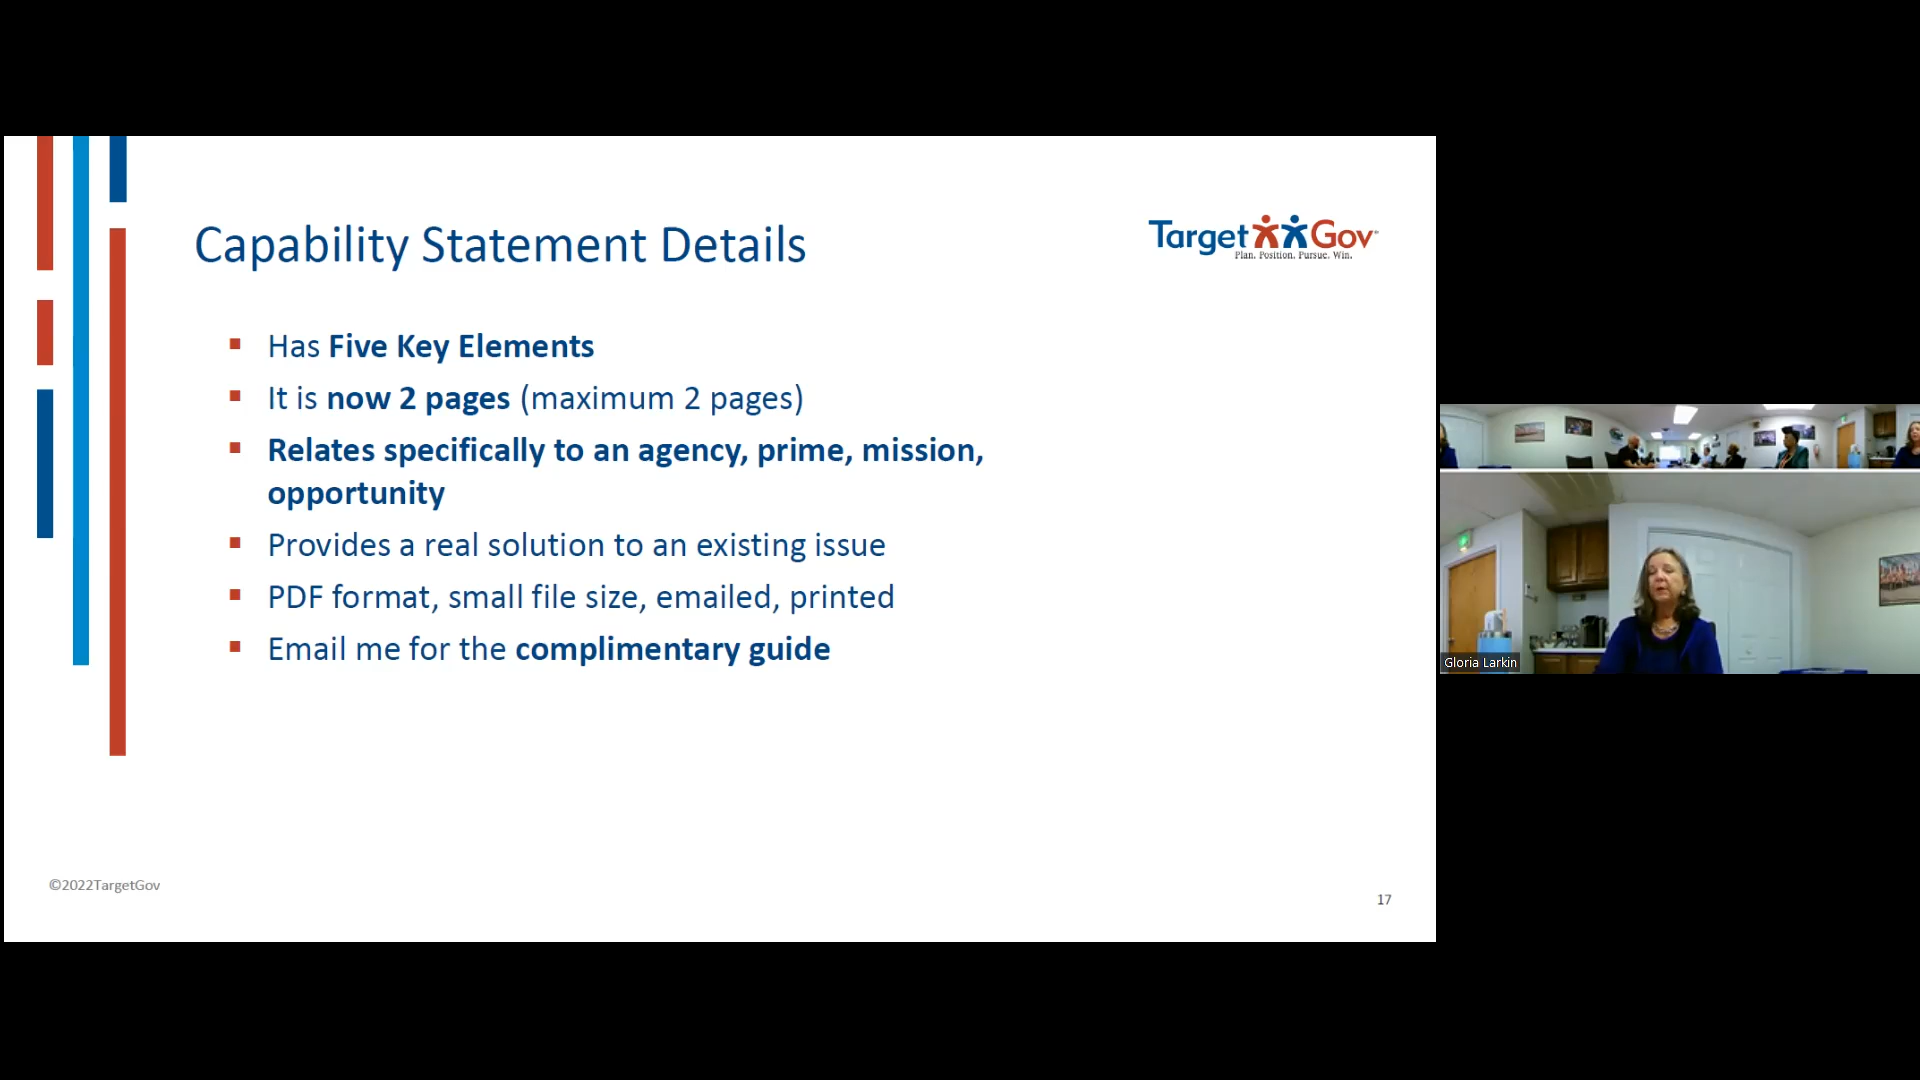 Capability Statement Details
Target Gov
Plan. Position. Pursue. Win.
Has Five Key Elements
It is now 2 pages (maximum 2 pages)
Relates specifically to an agency, prime, mission,
opportunity
Provides a real solution to an existing issue
PDF format, small file size, emailed, printed
Email me for the complimentary guide
©2022TargetGov
17
Gloria Larkin